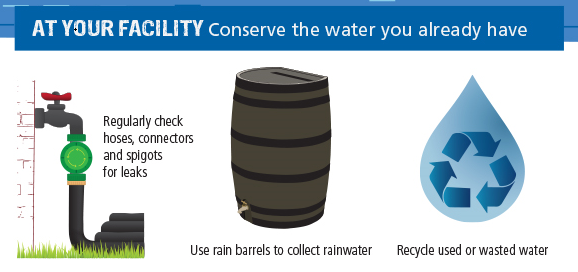 AT YOUR FACILITY Conserve the water you already have
Regularly check
hoses, connectors
and spigots
for leaks
Use rain barrels to collect rainwater
Recycle used or wasted water